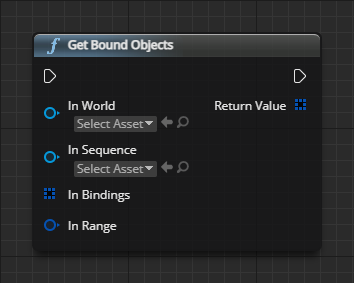 Get Bound Objects
In World
Return Value
Select Asset
In Sequence
Select Asset
In Bindings
In Range